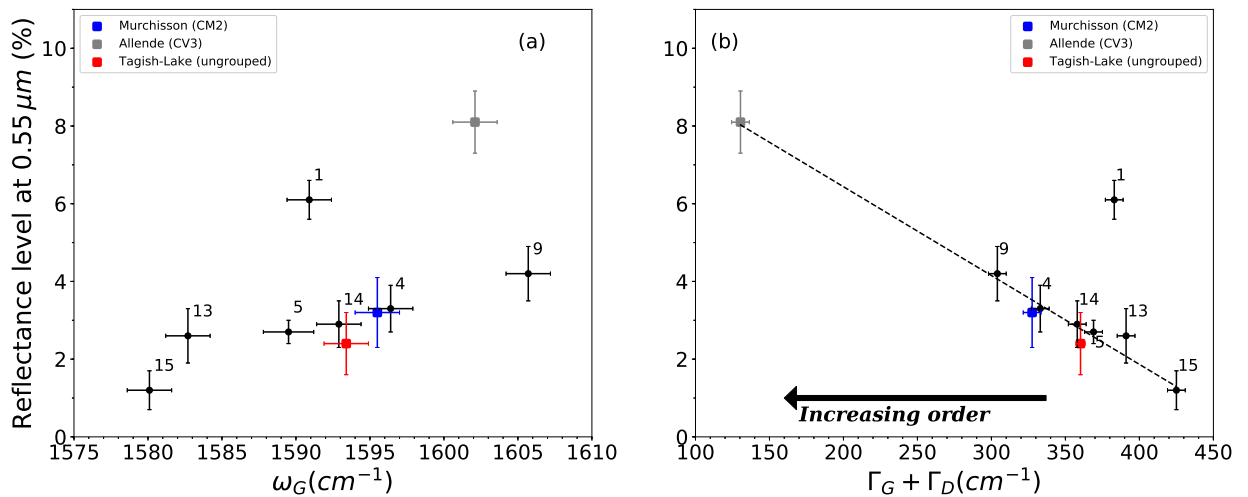 Reflectance level at 0.55 μm (%)
10
8
6
4
2
0
Murchisson (CM2)
Allende (CV3)
Tagish-Lake (ungrouped)
(a)
1
9
4
14
5
13
15
1575 1580 1585 1590 1595 1600 1605 1610
ω_G(cm⁻¹)
10
8
6
4
2
0
(b)
Murchisson (CM2)
Allende (CV3)
Tagish-Lake (ungrouped)
1
9
4
14
13
5
15
Increasing order
100 150 200 250 300 350 400 450
Γ_G + Γ_D(cm⁻¹)